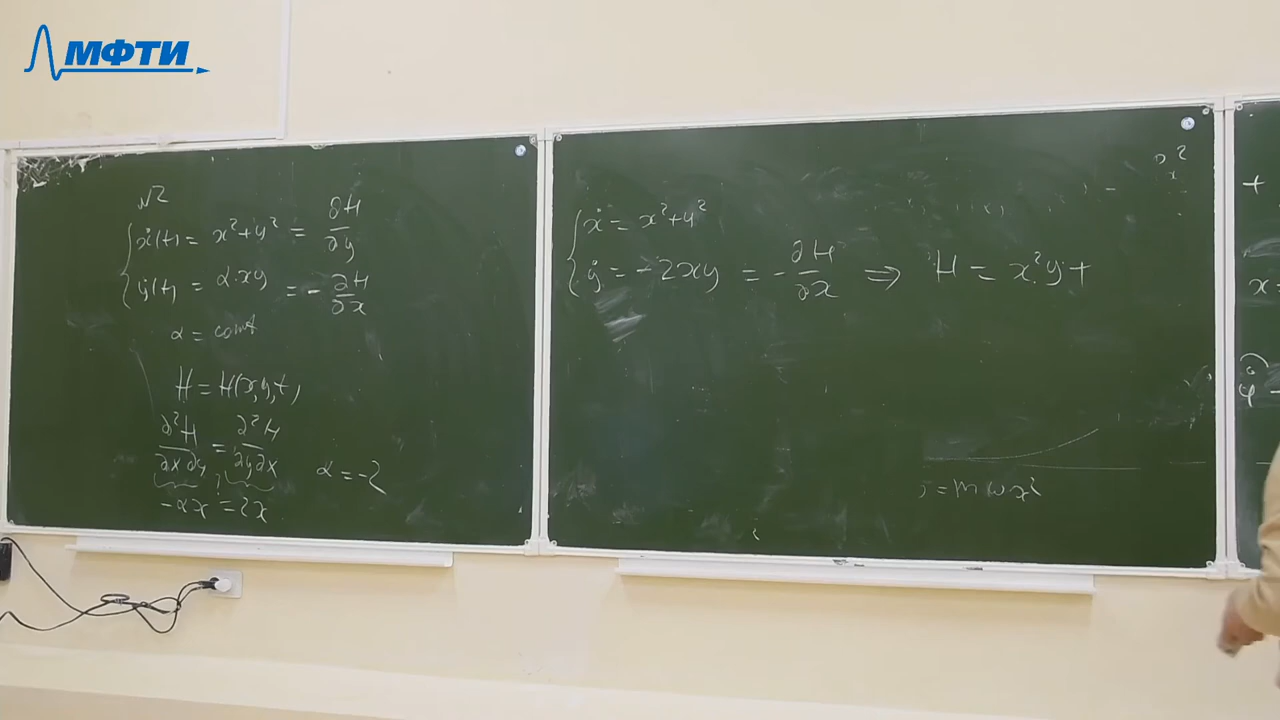 МФТИ
№2
ẋ(t) = x²+y² = ∂H/∂y
ẏ(t) = α·xy = -∂H/∂x
α = const
H = H(x,y,t)
∂²H/∂x∂y = ∂²H/∂y∂x
α = -2
-αx = 2x
ẋ = x²+y²
ẏ = -2xy = -∂H/∂x ⇒ H = x²y+
= mωx²
+
x=